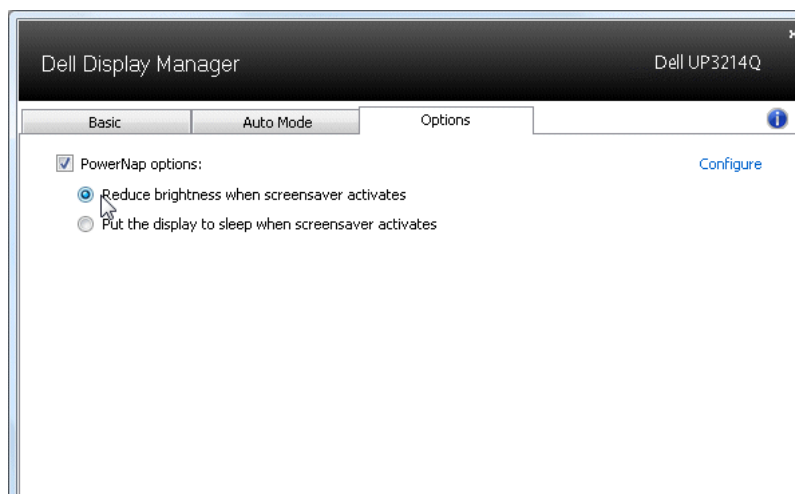 Dell Display Manager
Dell UP3214Q
Basic
Auto Mode
Options
PowerNap options:
Configure
Reduce brightness when screensaver activates
Put the display to sleep when screensaver activates